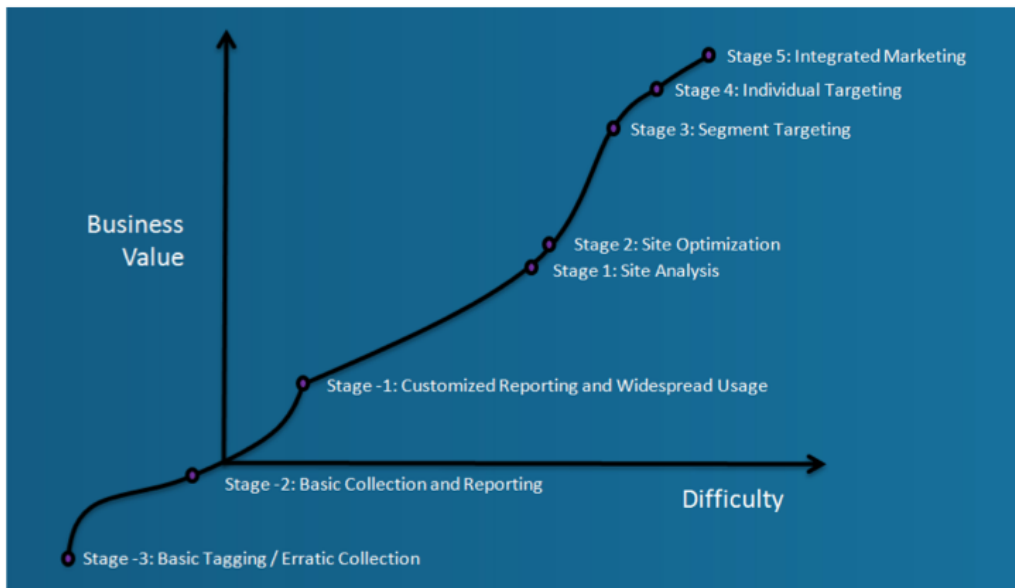 Stage 5: Integrated Marketing
Stage 4: Individual Targeting
Stage 3: Segment Targeting
Business
Value
Stage 2: Site Optimization
Stage 1: Site Analysis
Stage -1: Customized Reporting and Widespread Usage
Stage -2: Basic Collection and Reporting
Difficulty
Stage -3: Basic Tagging / Erratic Collection